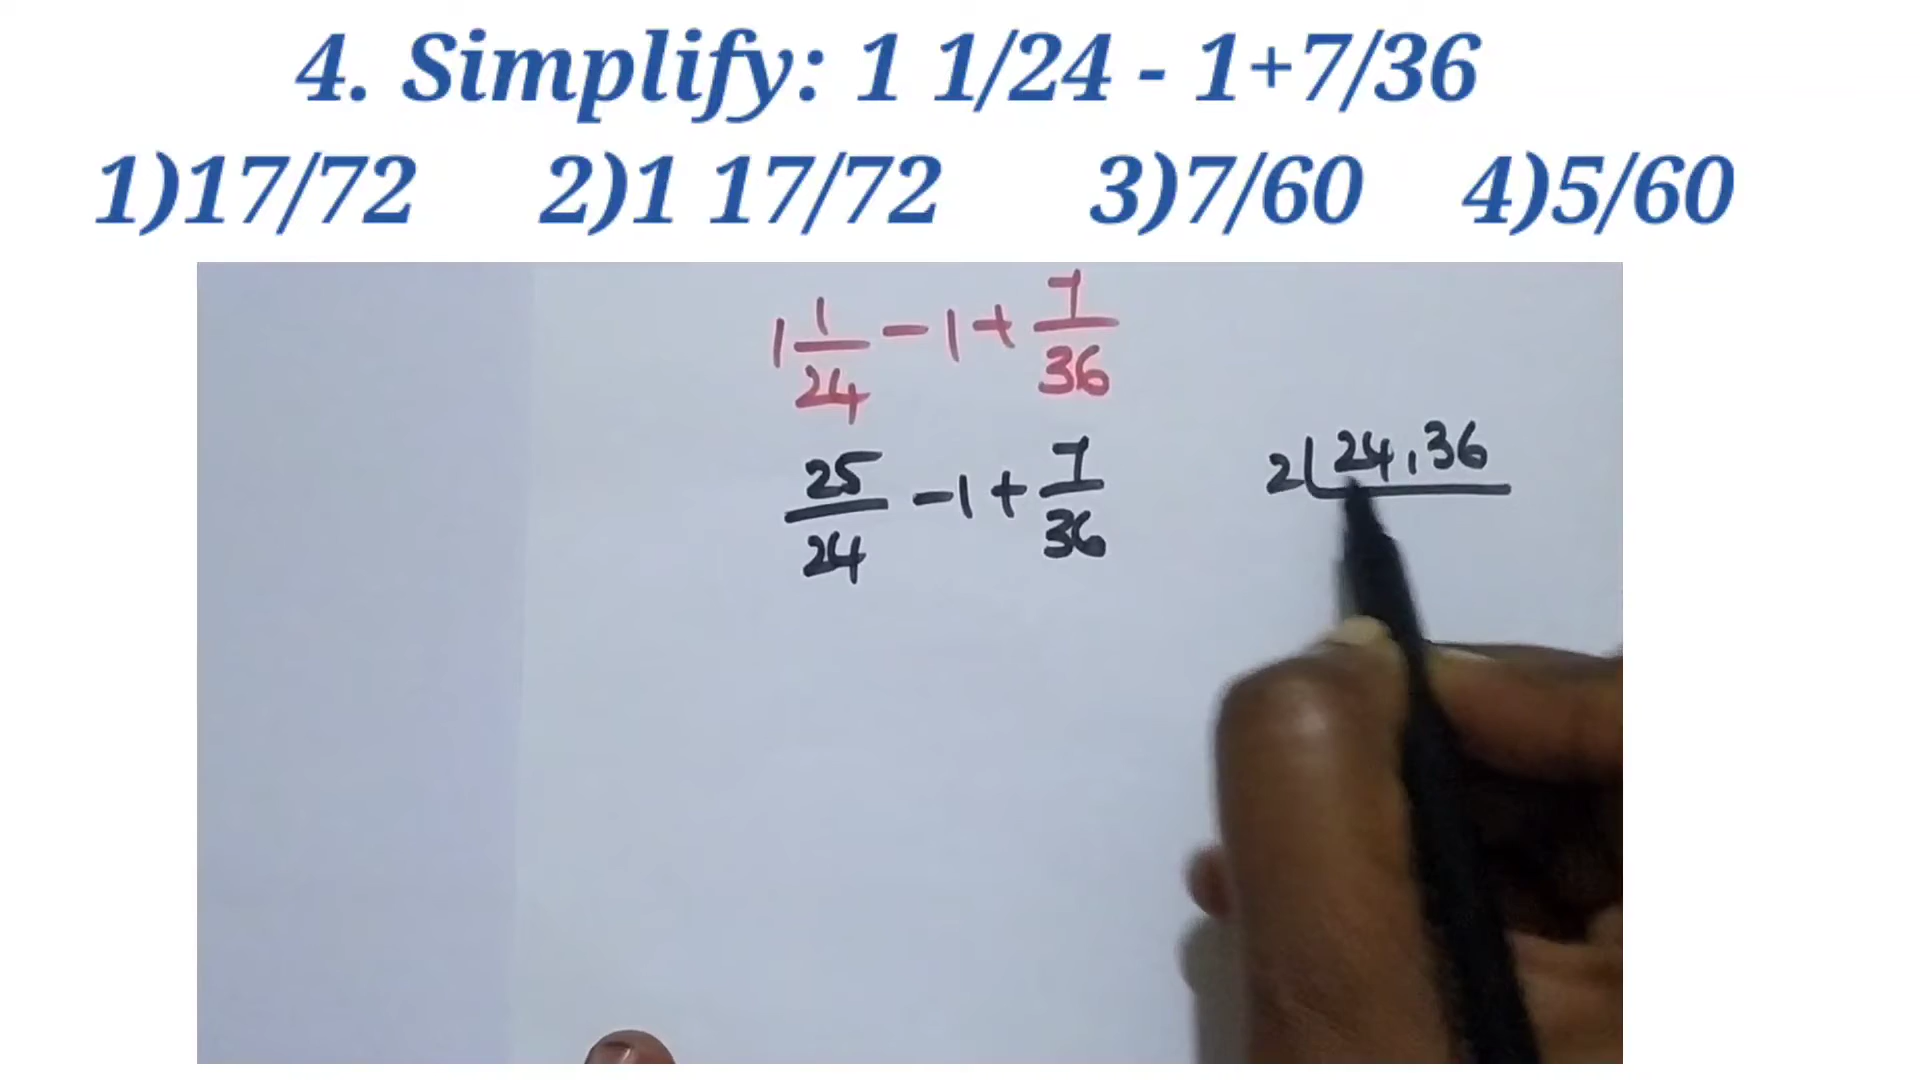 4. Simplify: 1 1/24 - 1+7/36
1)17/72 2)1 17/72 3)7/60 4)5/60
1 1/24 - 1 + 7/36
25/24 - 1 + 7/36
2 24, 36